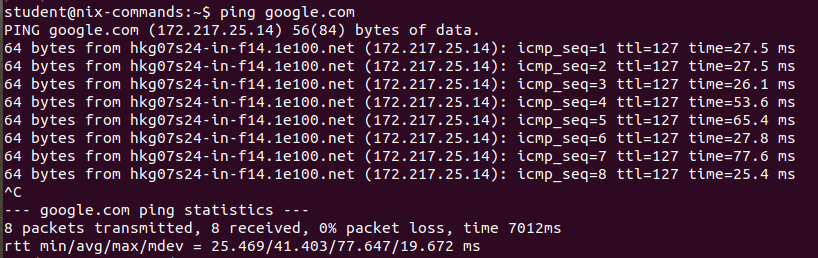 student@nix-commands:~$ ping google.com
PING google.com (172.217.25.14) 56(84) bytes of data.
64 bytes from hkg07s24-in-f14.1e100.net (172.217.25.14): icmp_seq=1 ttl=127 time=27.5 ms
64 bytes from hkg07s24-in-f14.1e100.net (172.217.25.14): icmp_seq=2 ttl=127 time=27.5 ms
64 bytes from hkg07s24-in-f14.1e100.net (172.217.25.14): icmp_seq=3 ttl=127 time=26.1 ms
64 bytes from hkg07s24-in-f14.1e100.net (172.217.25.14): icmp_seq=4 ttl=127 time=53.6 ms
64 bytes from hkg07s24-in-f14.1e100.net (172.217.25.14): icmp_seq=5 ttl=127 time=65.4 ms
64 bytes from hkg07s24-in-f14.1e100.net (172.217.25.14): icmp_seq=6 ttl=127 time=27.8 ms
64 bytes from hkg07s24-in-f14.1e100.net (172.217.25.14): icmp_seq=7 ttl=127 time=77.6 ms
64 bytes from hkg07s24-in-f14.1e100.net (172.217.25.14): icmp_seq=8 ttl=127 time=25.4 ms
^C
--- google.com ping statistics ---
8 packets transmitted, 8 received, 0% packet loss, time 7012ms
rtt min/avg/max/mdev = 25.469/41.403/77.647/19.672 ms